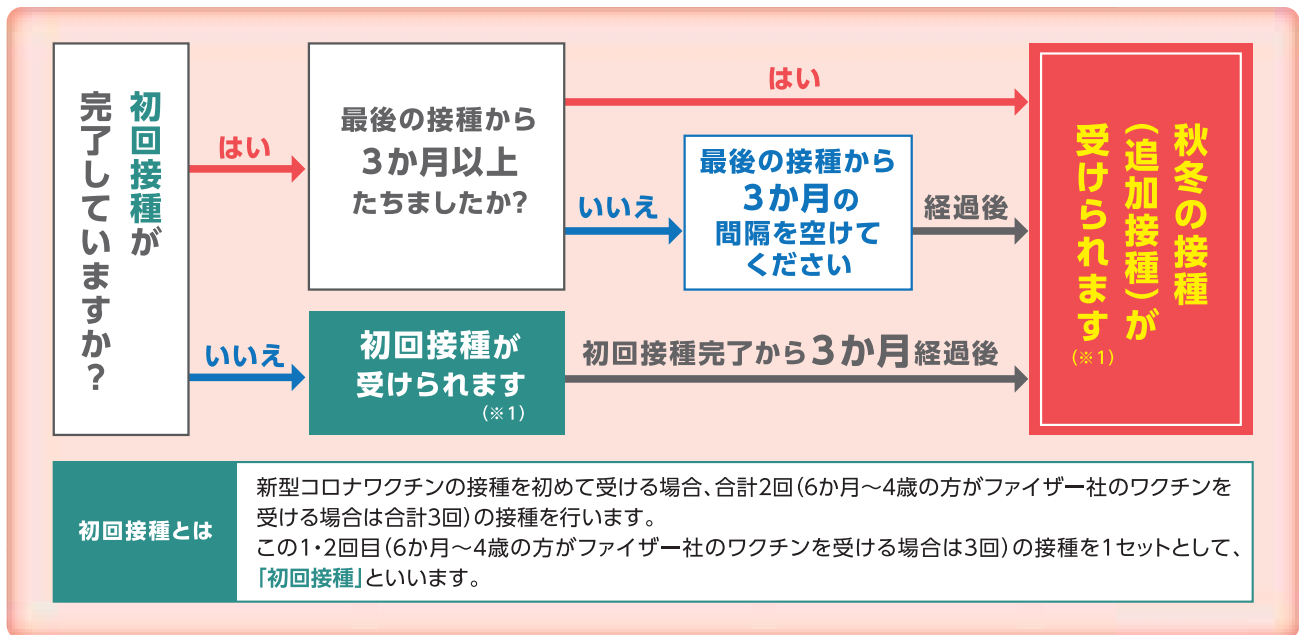 初回接種が
完了していますか？
はい
最後の接種から
3か月以上
たちましたか？
はい
いいえ
最後の接種から
3か月の
間隔を空けて
ください
経過後
いいえ
初回接種が
受けられます
（※1）
初回接種完了から3か月経過後
秋冬の接種
（追加接種）が
受けられます
（※1）
初回接種とは
新型コロナワクチンの接種を初めて受ける場合、合計2回（6か月～4歳の方がファイザー社のワクチンを
受ける場合は合計3回）の接種を行います。
この1・2回目（6か月～4歳の方がファイザー社のワクチンを受ける場合は3回）の接種を1セットとして、
「初回接種」といいます。